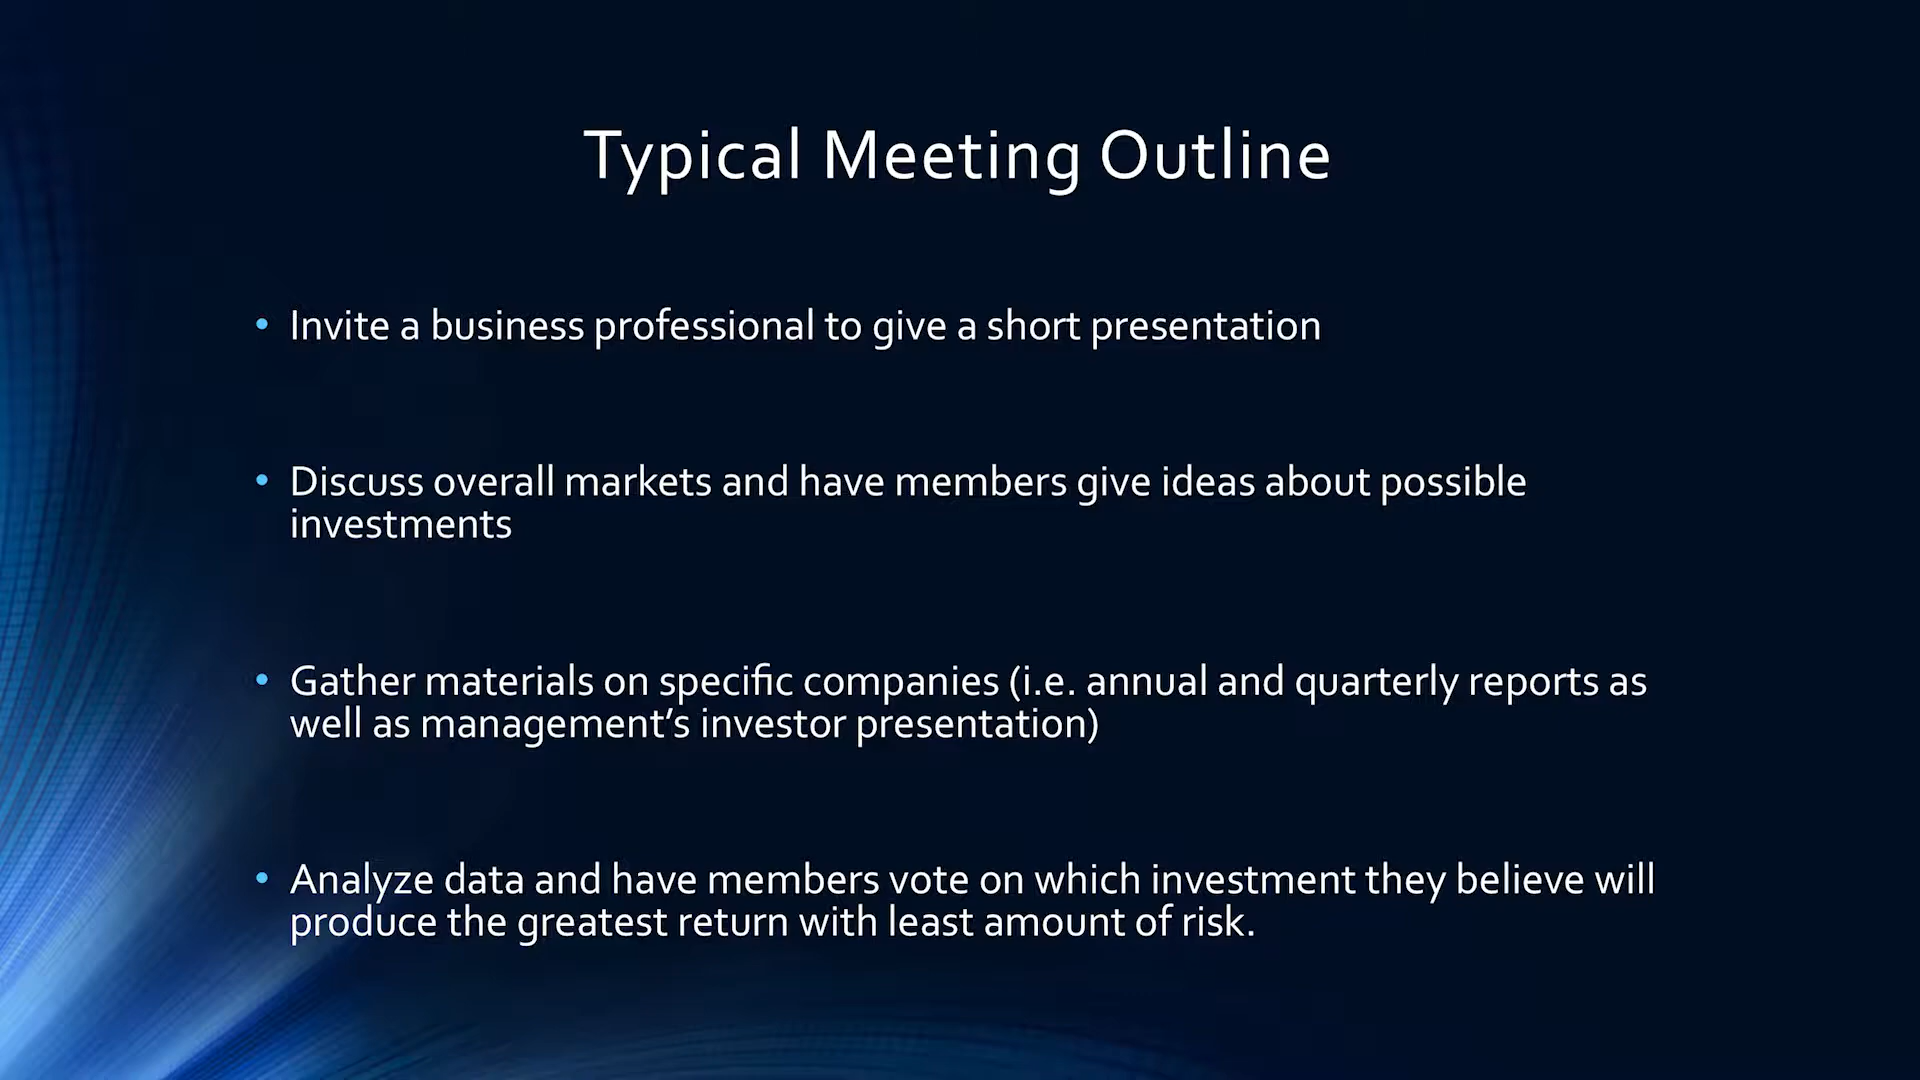 Typical Meeting Outline
• Invite a business professional to give a short presentation
• Discuss overall markets and have members give ideas about possible
investments
• Gather materials on specific companies (i.e. annual and quarterly reports as
well as management’s investor presentation)
• Analyze data and have members vote on which investment they believe will
produce the greatest return with least amount of risk.